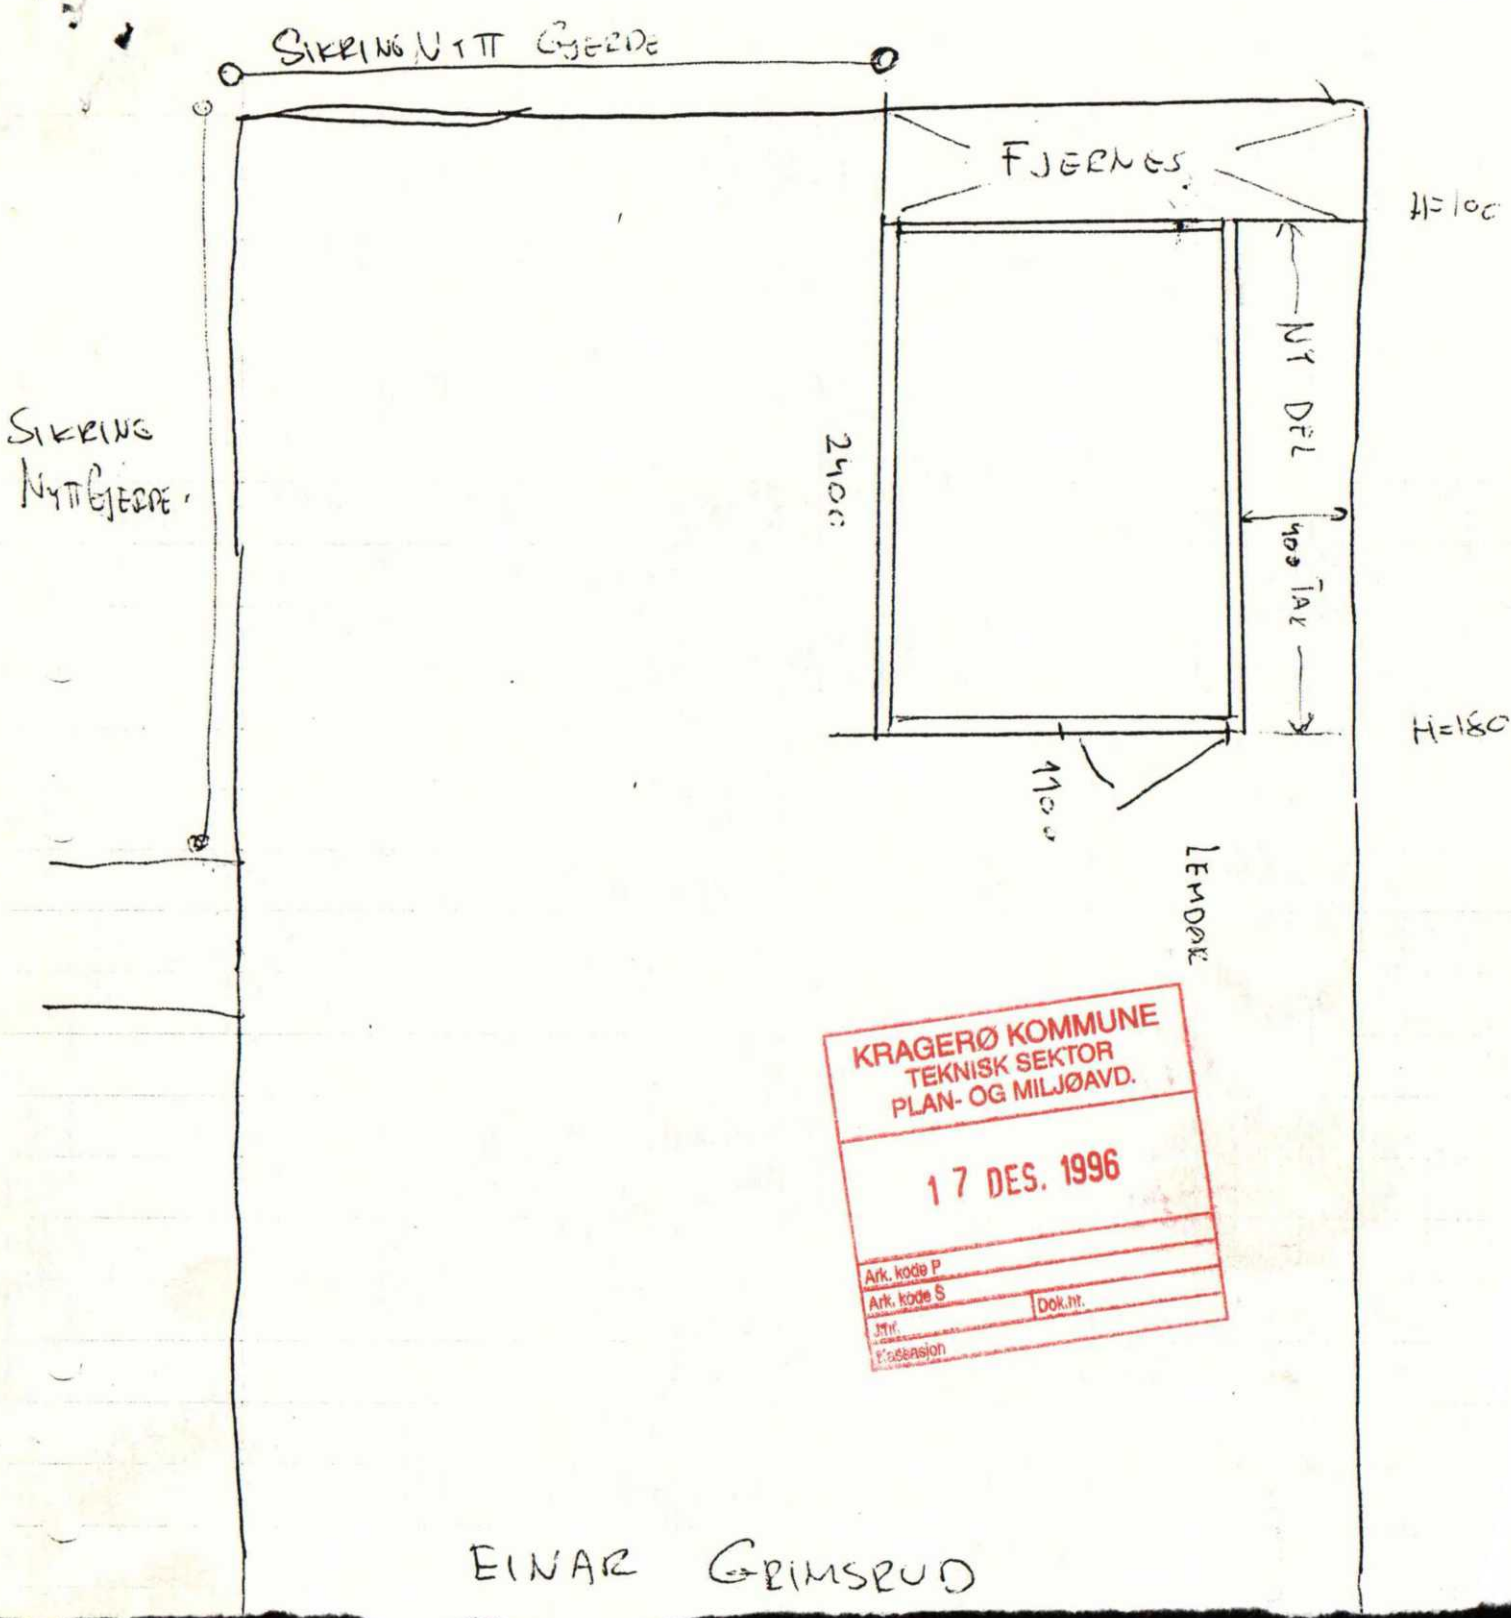 SIKRING NYTT GJERDE
FJERNES.
H=100
NY DEL
SIKRING
NYTT GJERDE.
2400
400 TAK
H=180
1100
LEMDØR
KRAGERØ KOMMUNE
TEKNISK SEKTOR
PLAN- OG MILJØAVD.
17 DES. 1996
Ark. kode P
Ark. kode S
J.nr. Dok.nr.
Kassasjon
EINAR GRIMSRUD